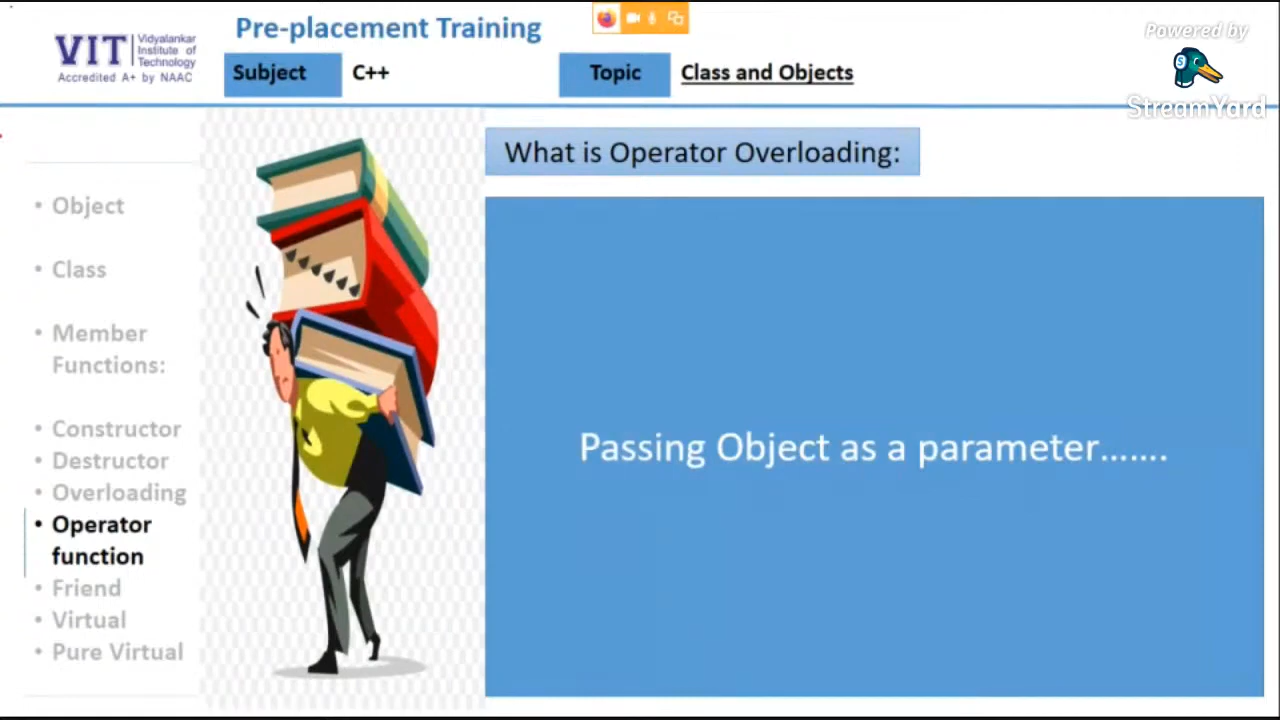 VIT
Vidyalankar
Institute of
Technology
Accredited A+ by NAAC
Pre-placement Training
Subject
C++
Topic
Class and Objects
Powered by
S
StreamYard
• Object
• Class
• Member
Functions:
• Constructor
• Destructor
• Overloading
• Operator
function
• Friend
• Virtual
• Pure Virtual
What is Operator Overloading:
Passing Object as a parameter.......